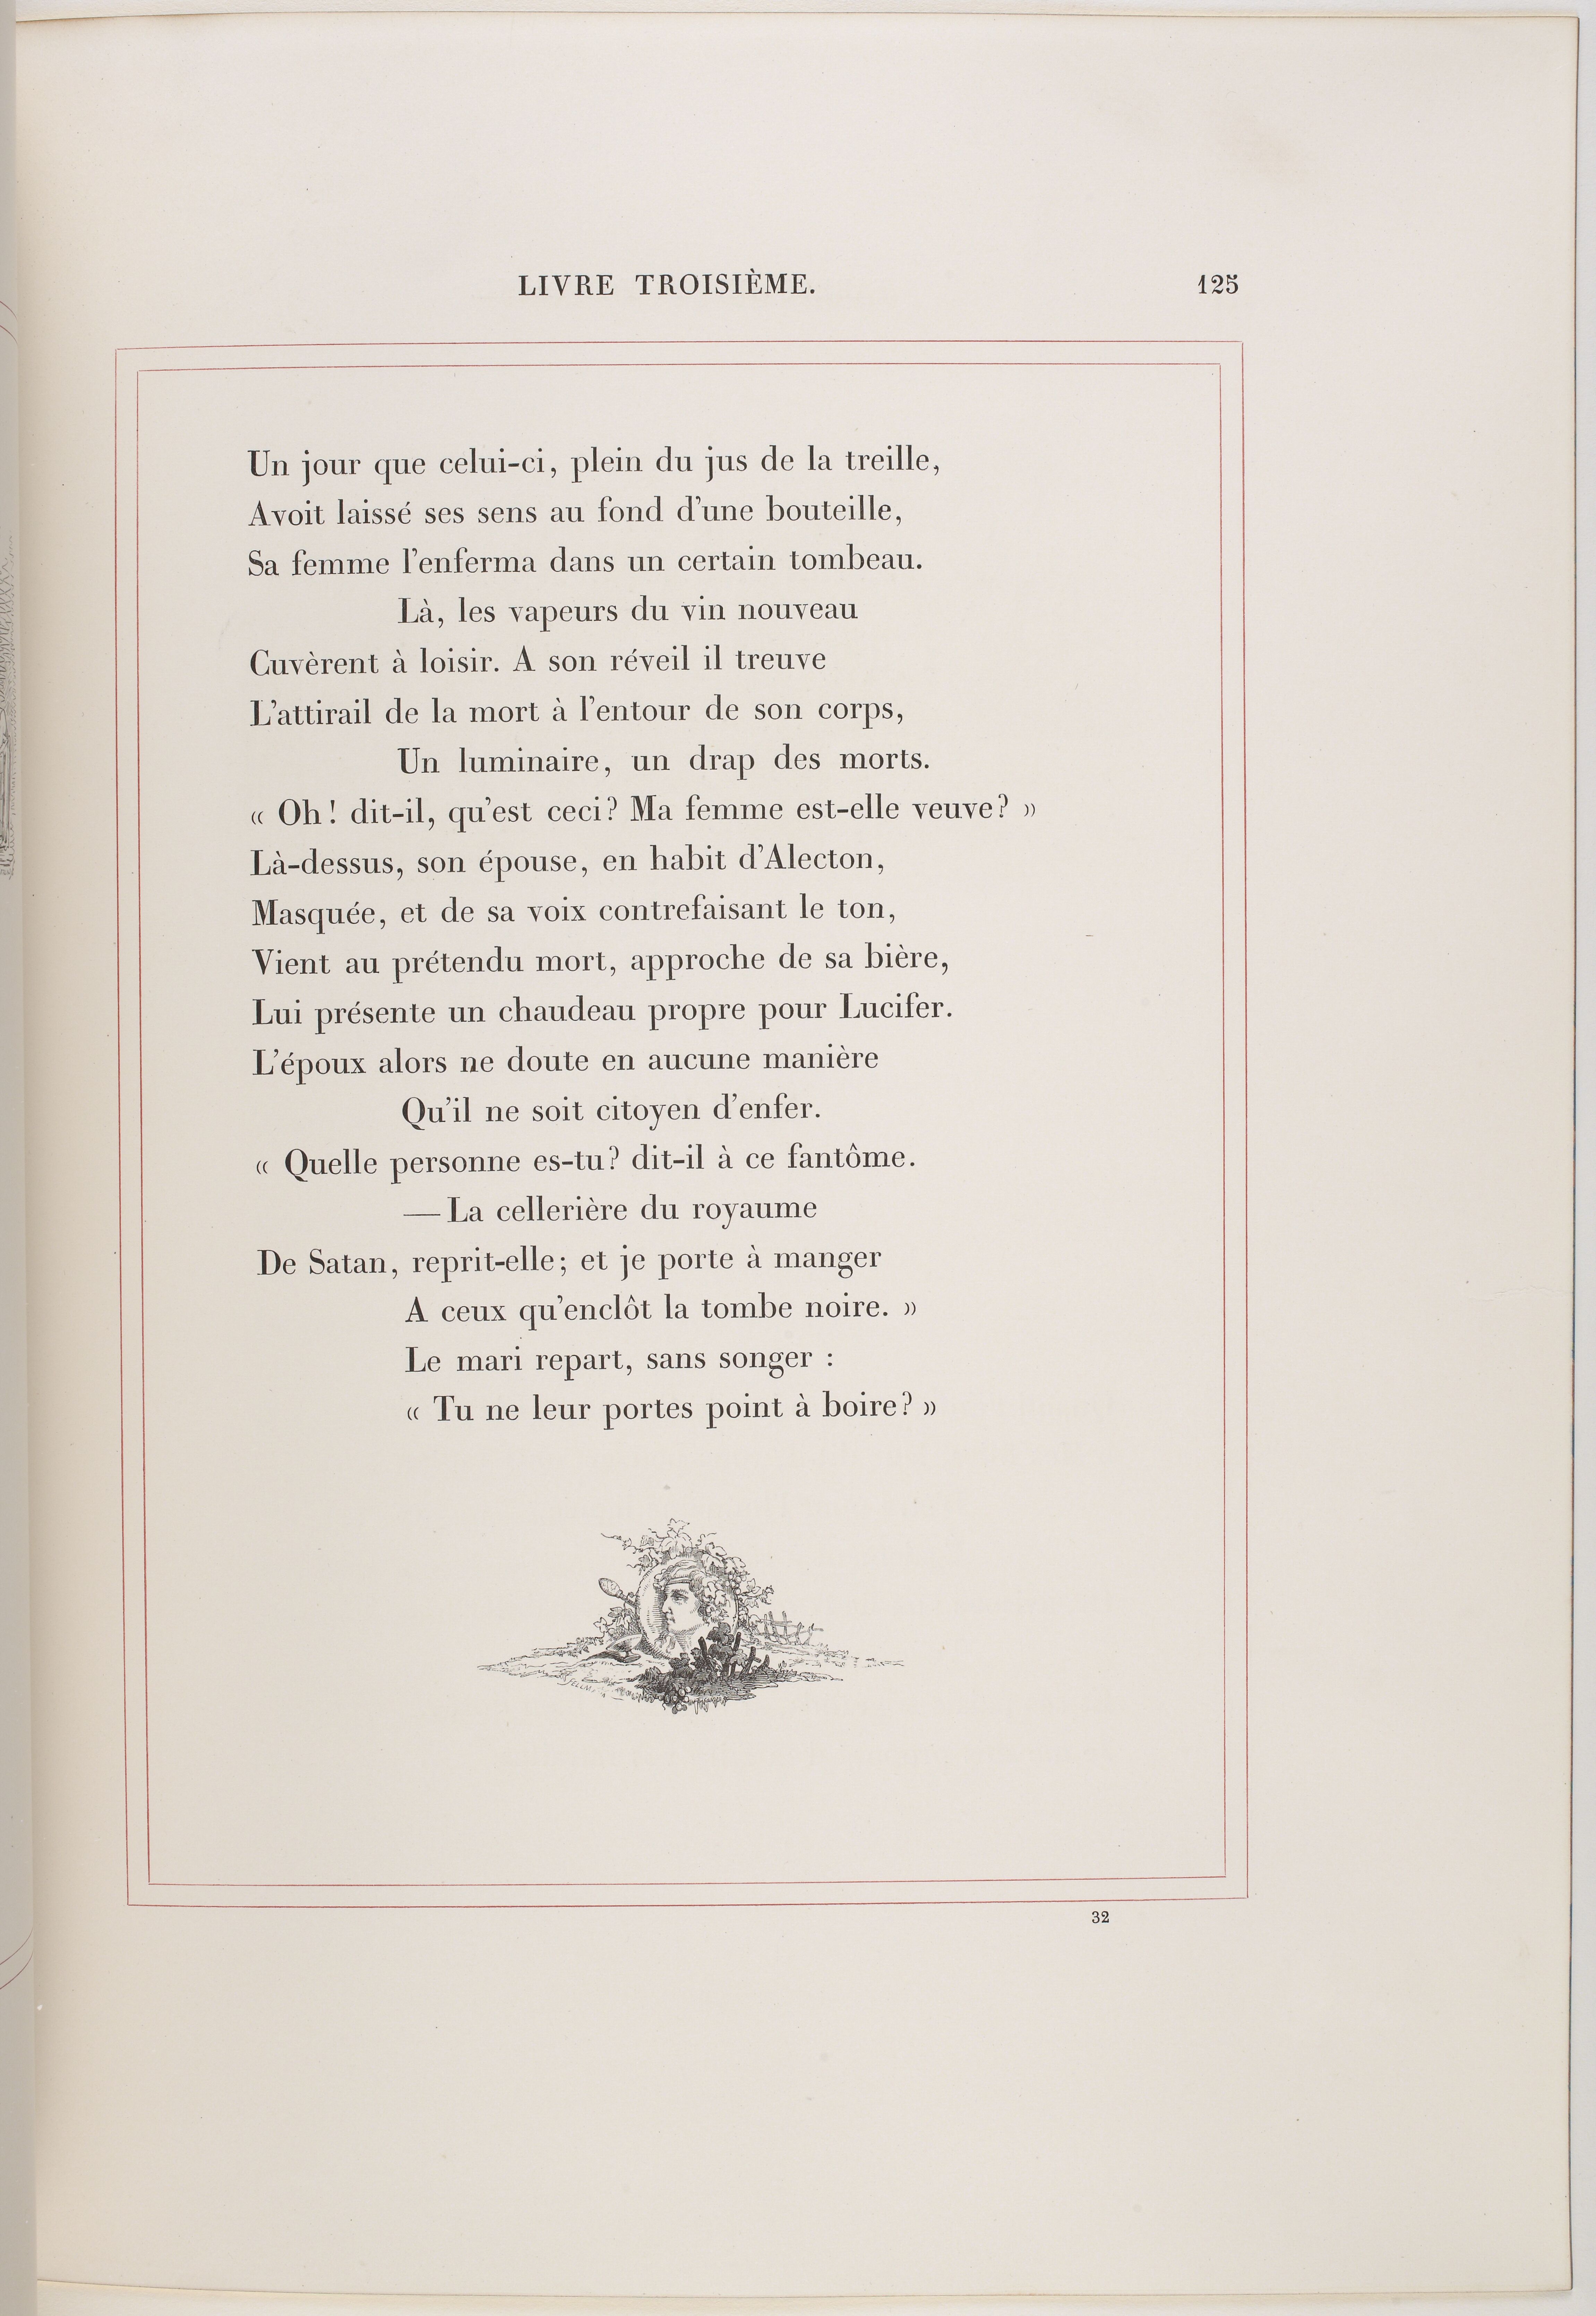 LIVRE TROISIÈME. 125
Un jour que celui-ci, plein du jus de la treille,
Avoit laissé ses sens au fond d'une bouteille,
Sa femme l'enferma dans un certain tombeau.
Là, les vapeurs du vin nouveau
Cuvèrent à loisir. A son réveil il treuve
L'attirail de la mort à l'entour de son corps,
Un luminaire, un drap des morts.
« Oh! dit-il, qu'est ceci? Ma femme est-elle veuve? »
Là-dessus, son épouse, en habit d'Alecton,
Masquée, et de sa voix contrefaisant le ton,
Vient au prétendu mort, approche de sa bière,
Lui présente un chaudeau propre pour Lucifer.
L'époux alors ne doute en aucune manière
Qu'il ne soit citoyen d'enfer.
« Quelle personne es-tu? dit-il à ce fantôme.
— La cellerière du royaume
De Satan, reprit-elle; et je porte à manger
A ceux qu'enclôt la tombe noire. »
Le mari repart, sans songer :
« Tu ne leur portes point à boire? »
32